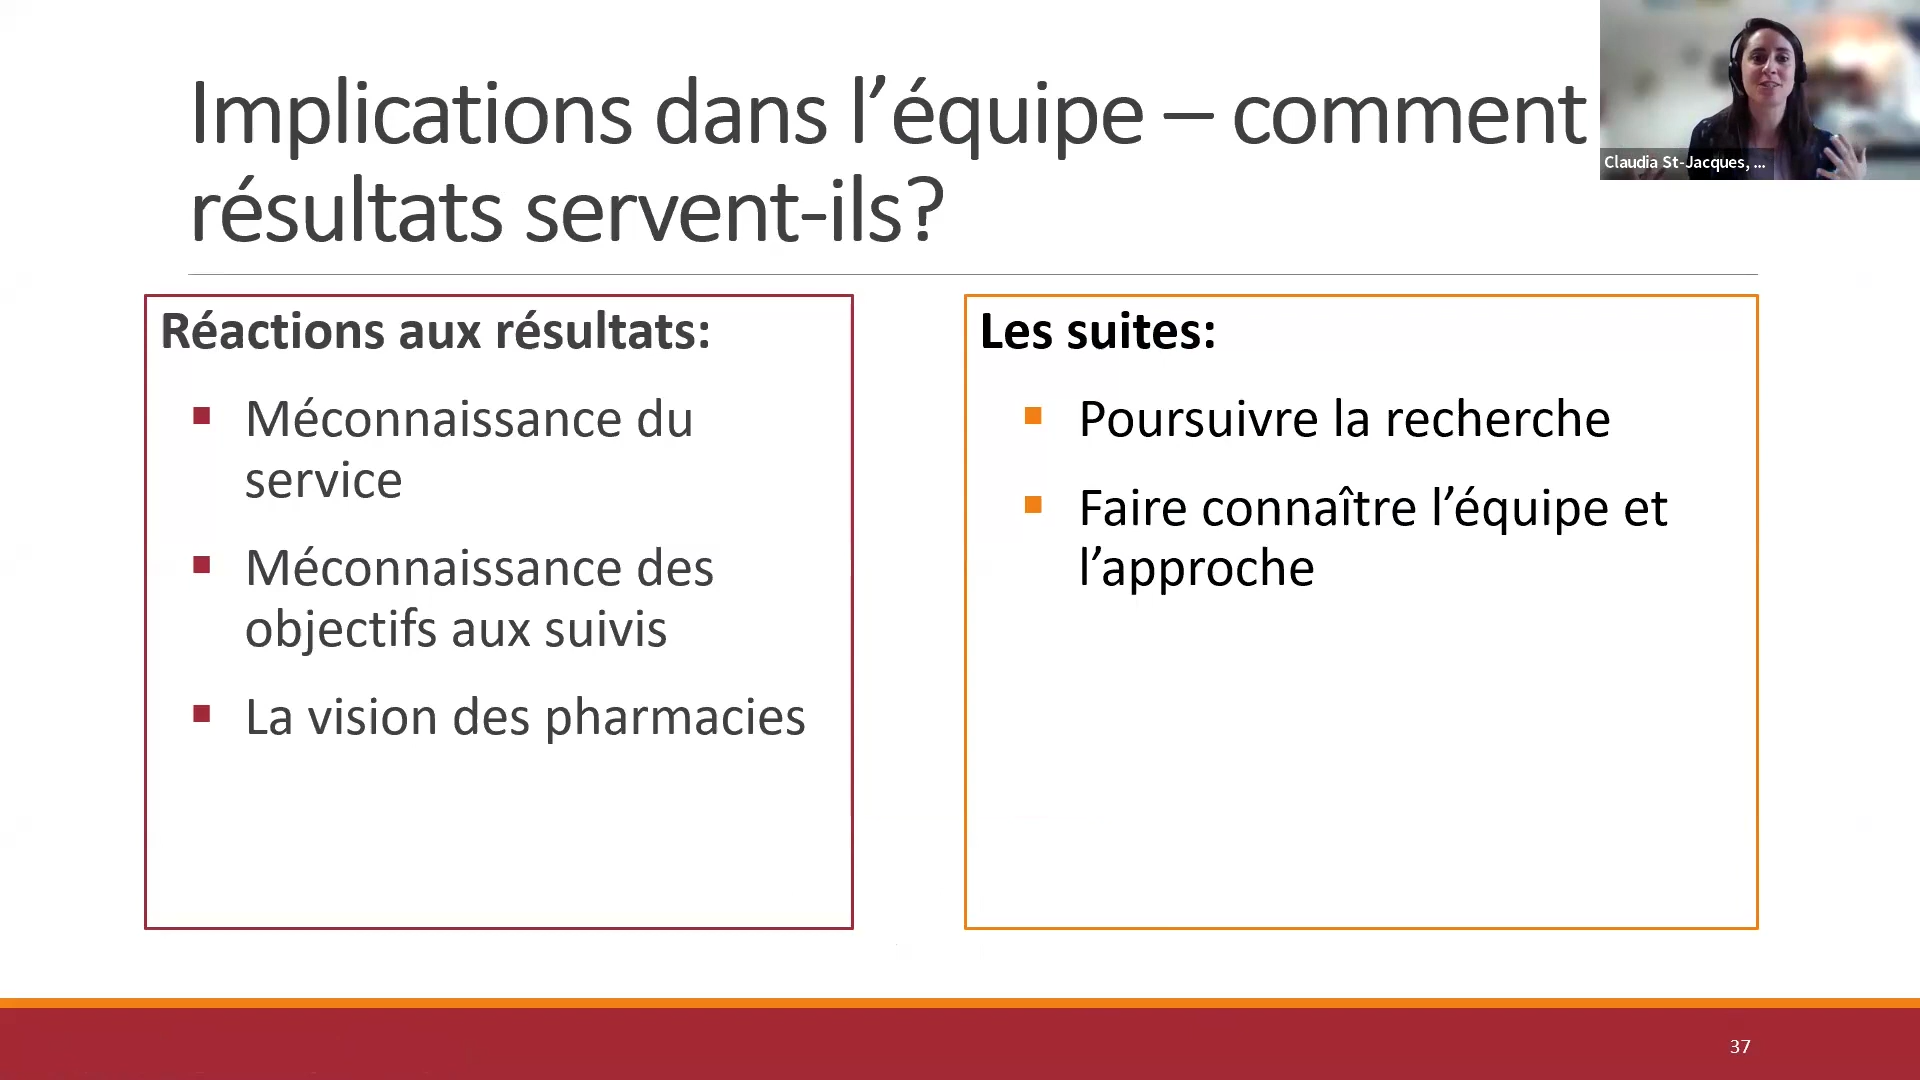 Implications dans l’équipe – comment
résultats servent-ils?
Claudia St-Jacques, ...
Réactions aux résultats:
▪ Méconnaissance du
service
▪ Méconnaissance des
objectifs aux suivis
▪ La vision des pharmacies
Les suites:
▪ Poursuivre la recherche
▪ Faire connaître l’équipe et
l’approche
37